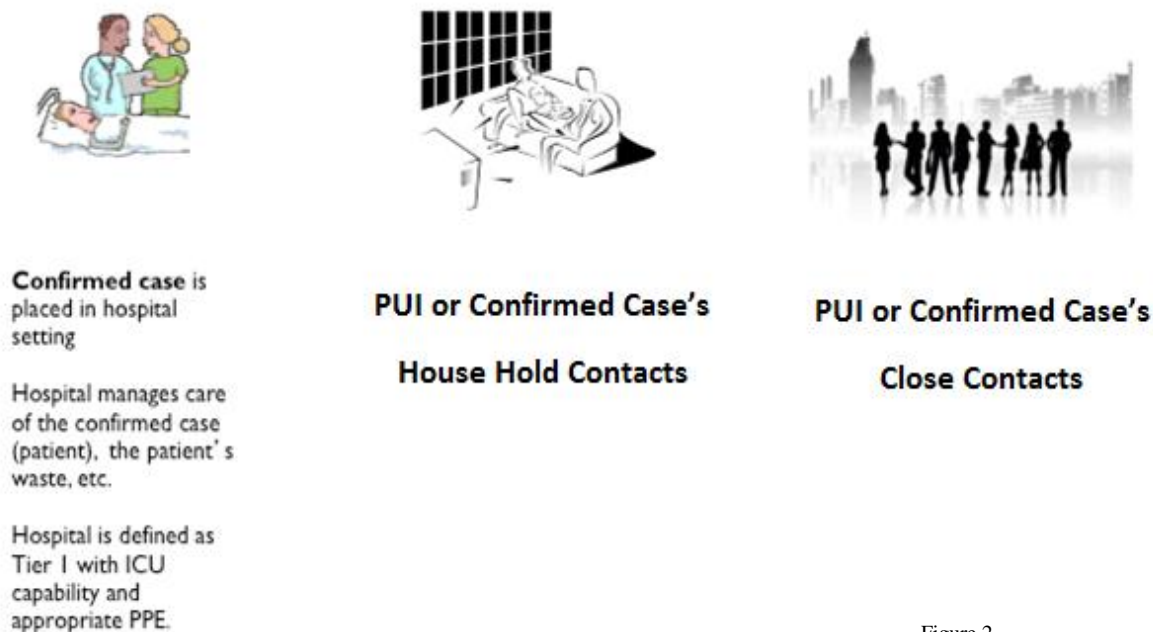 Confirmed case is
placed in hospital
setting
Hospital manages care
of the confirmed case
(patient), the patient's
waste, etc.
Hospital is defined as
Tier 1 with ICU
capability and
appropriate PPE.
PUI or Confirmed Case's
House Hold Contacts
PUI or Confirmed Case's
Close Contacts
Figure 2